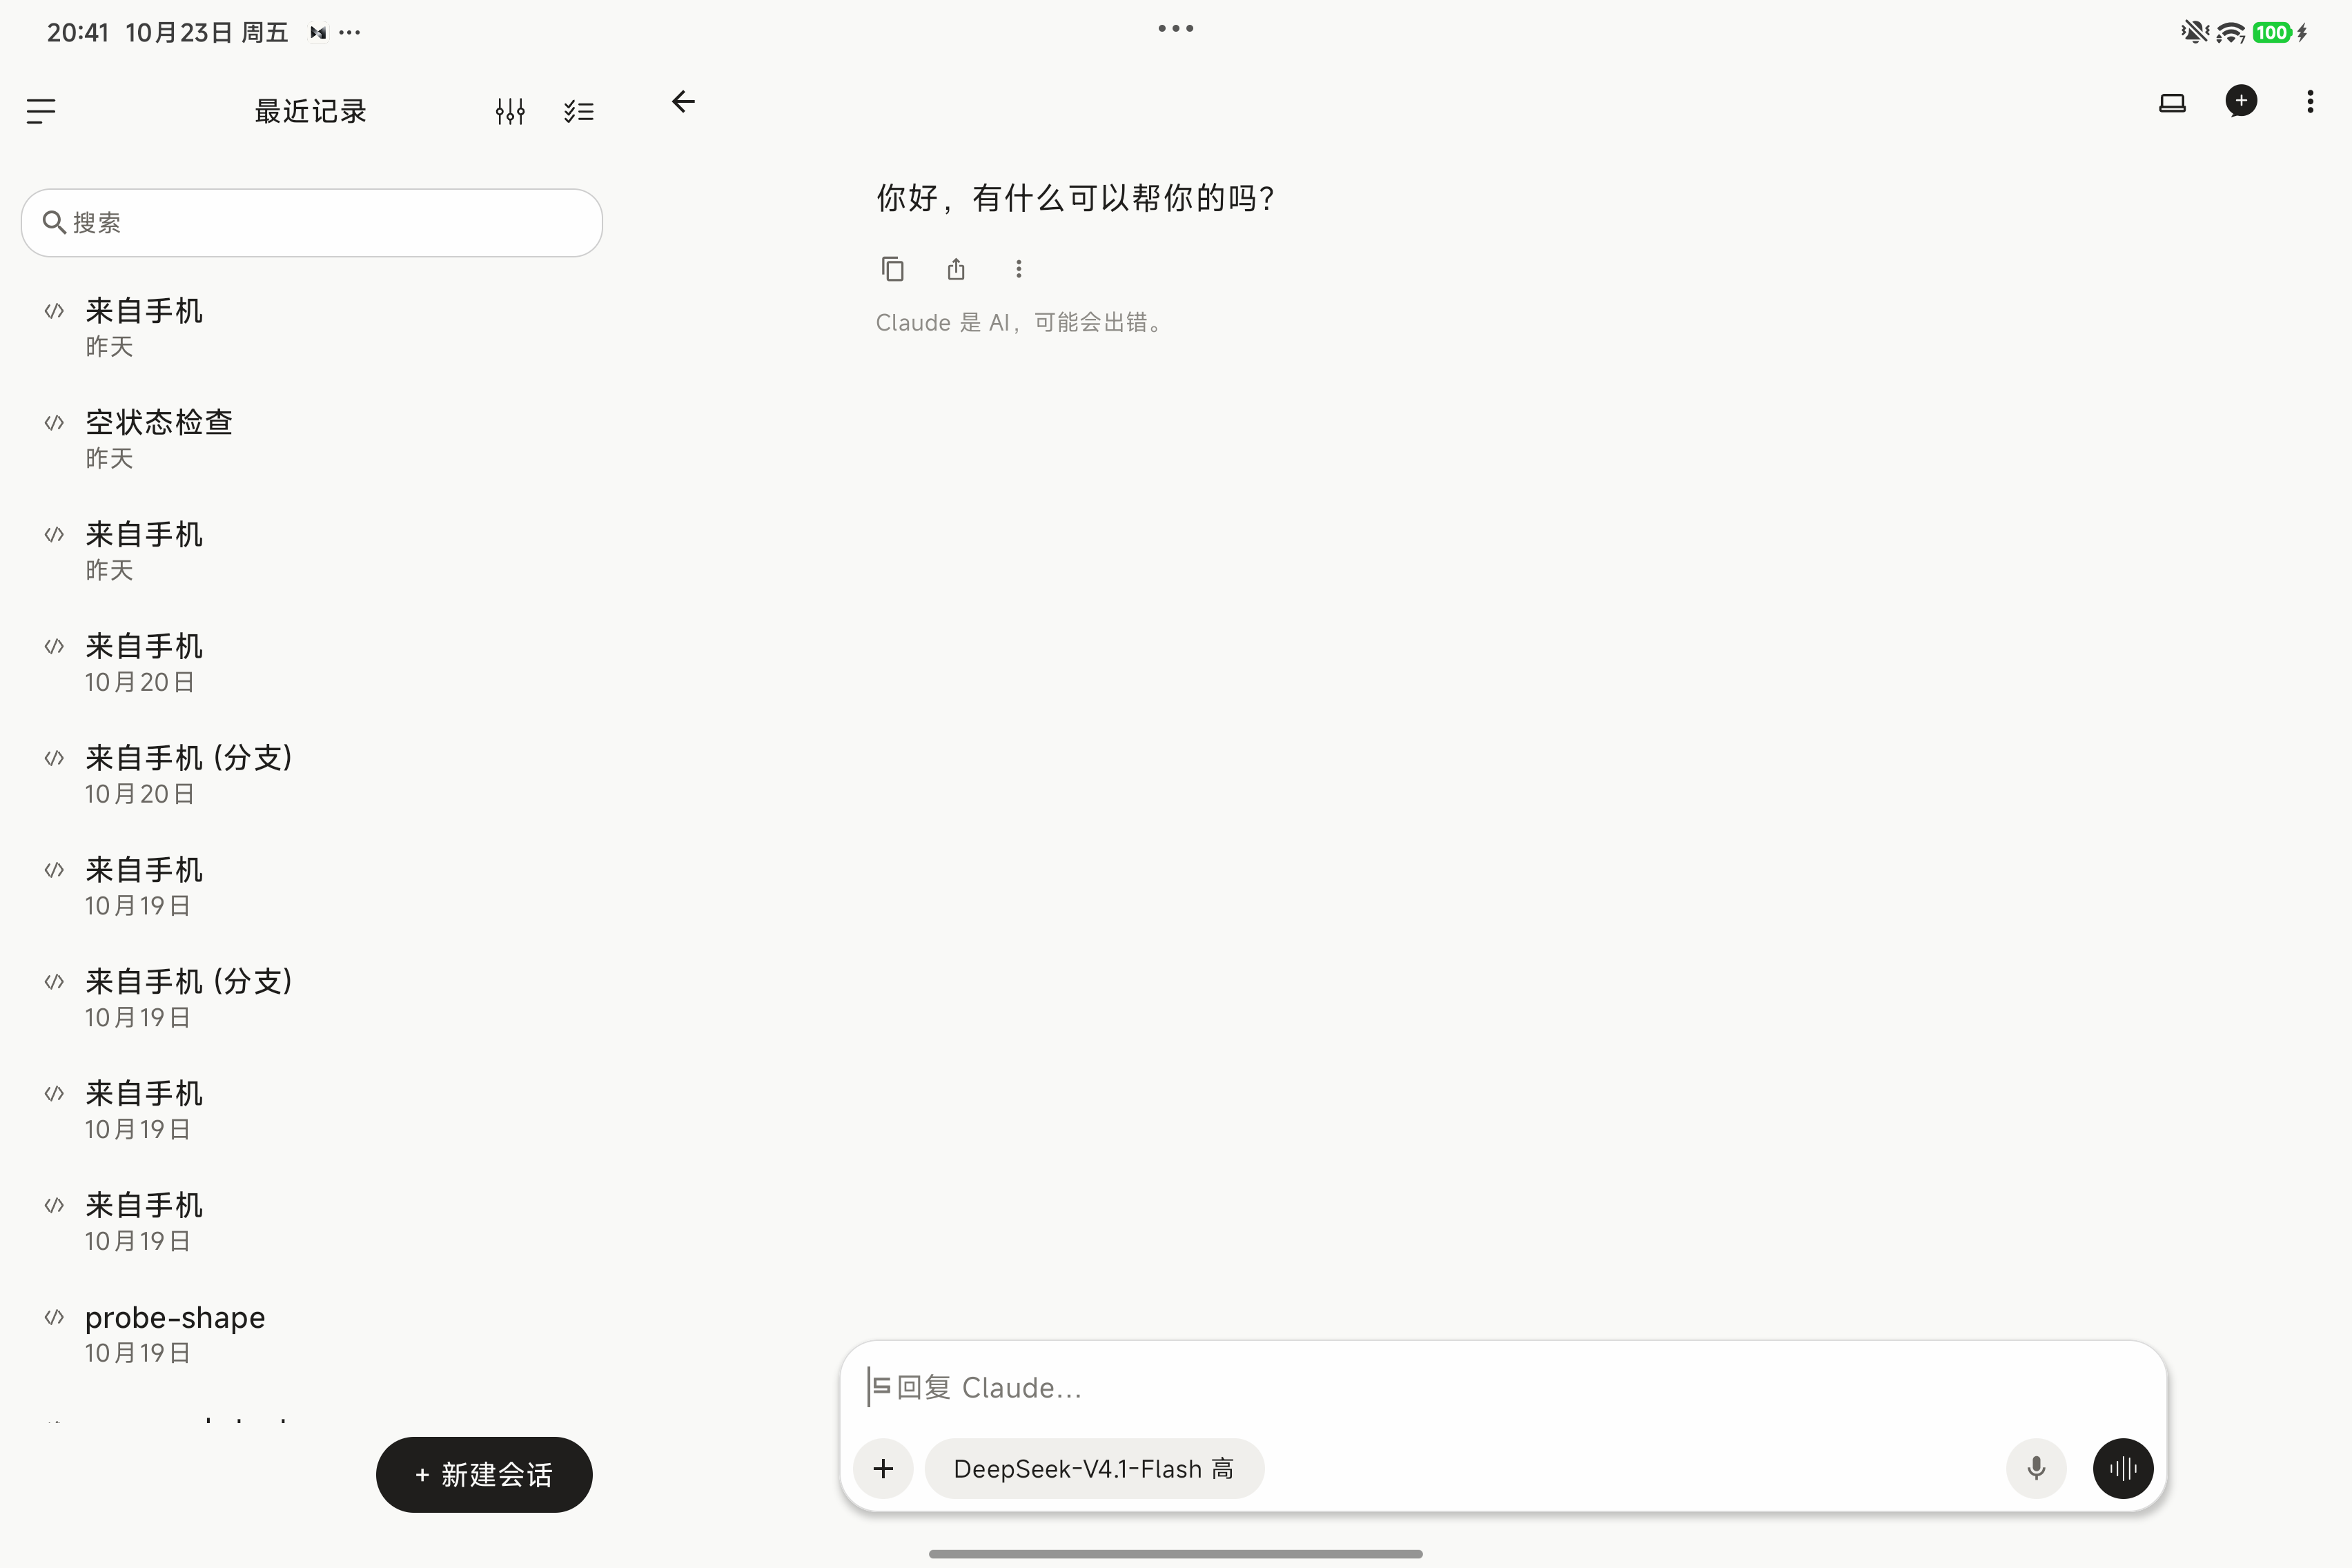 20:41 10月23日 周五
100
最近记录
搜索
来自手机
昨天
空状态检查
昨天
来自手机
昨天
来自手机
10月20日
来自手机 (分支)
10月20日
来自手机
10月19日
来自手机 (分支)
10月19日
来自手机
10月19日
来自手机
10月19日
probe-shape
10月19日
+ 新建会话
你好，有什么可以帮你的吗？
Claude 是 AI，可能会出错。
回复 Claude...
DeepSeek-V4.1-Flash 高